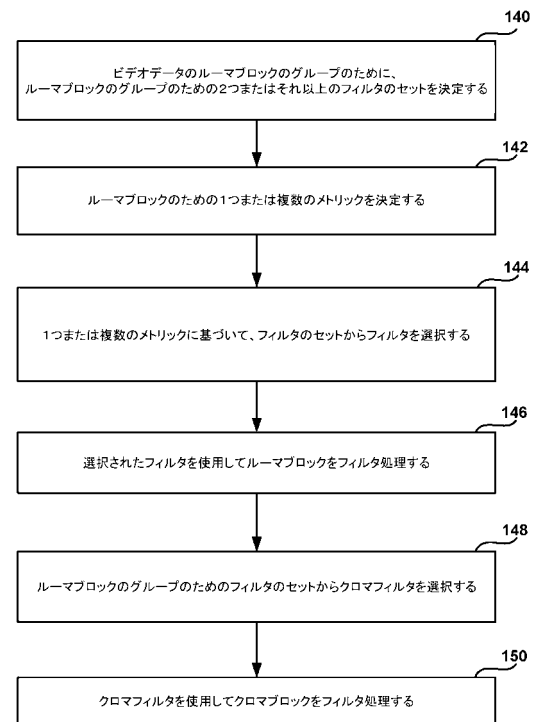 140
ビデオデータのルーマブロックのグループのために、
ルーマブロックのグループのための2つまたはそれ以上のフィルタのセットを決定する
142
ルーマブロックのための1つまたは複数のメトリックを決定する
144
1つまたは複数のメトリックに基づいて、フィルタのセットからフィルタを選択する
146
選択されたフィルタを使用してルーマブロックをフィルタ処理する
148
ルーマブロックのグループのためのフィルタのセットからクロマフィルタを選択する
150
クロマフィルタを使用してクロマブロックをフィルタ処理する